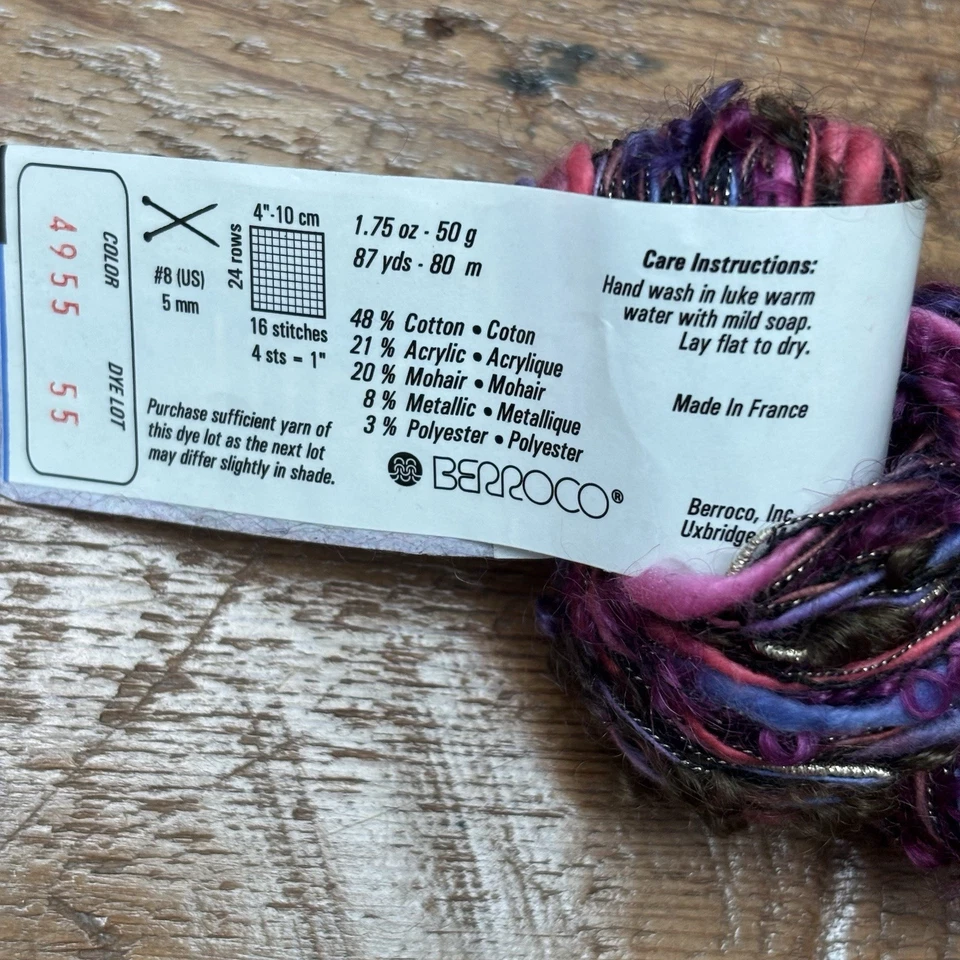 COLOR
4955
DYE LOT
55
#8 (US)
5 mm
4"-10 cm
24 rows
16 stitches
4 sts = 1"
Purchase sufficient yarn of
this dye lot as the next lot
may differ slightly in shade.
1.75 oz - 50 g
87 yds - 80 m
48 % Cotton • Coton
21 % Acrylic • Acrylique
20 % Mohair • Mohair
8 % Metallic • Metallique
3 % Polyester • Polyester
BERROCO®
Care Instructions:
Hand wash in luke warm
water with mild soap.
Lay flat to dry.
Made In France
Berroco, Inc.
Uxbridge